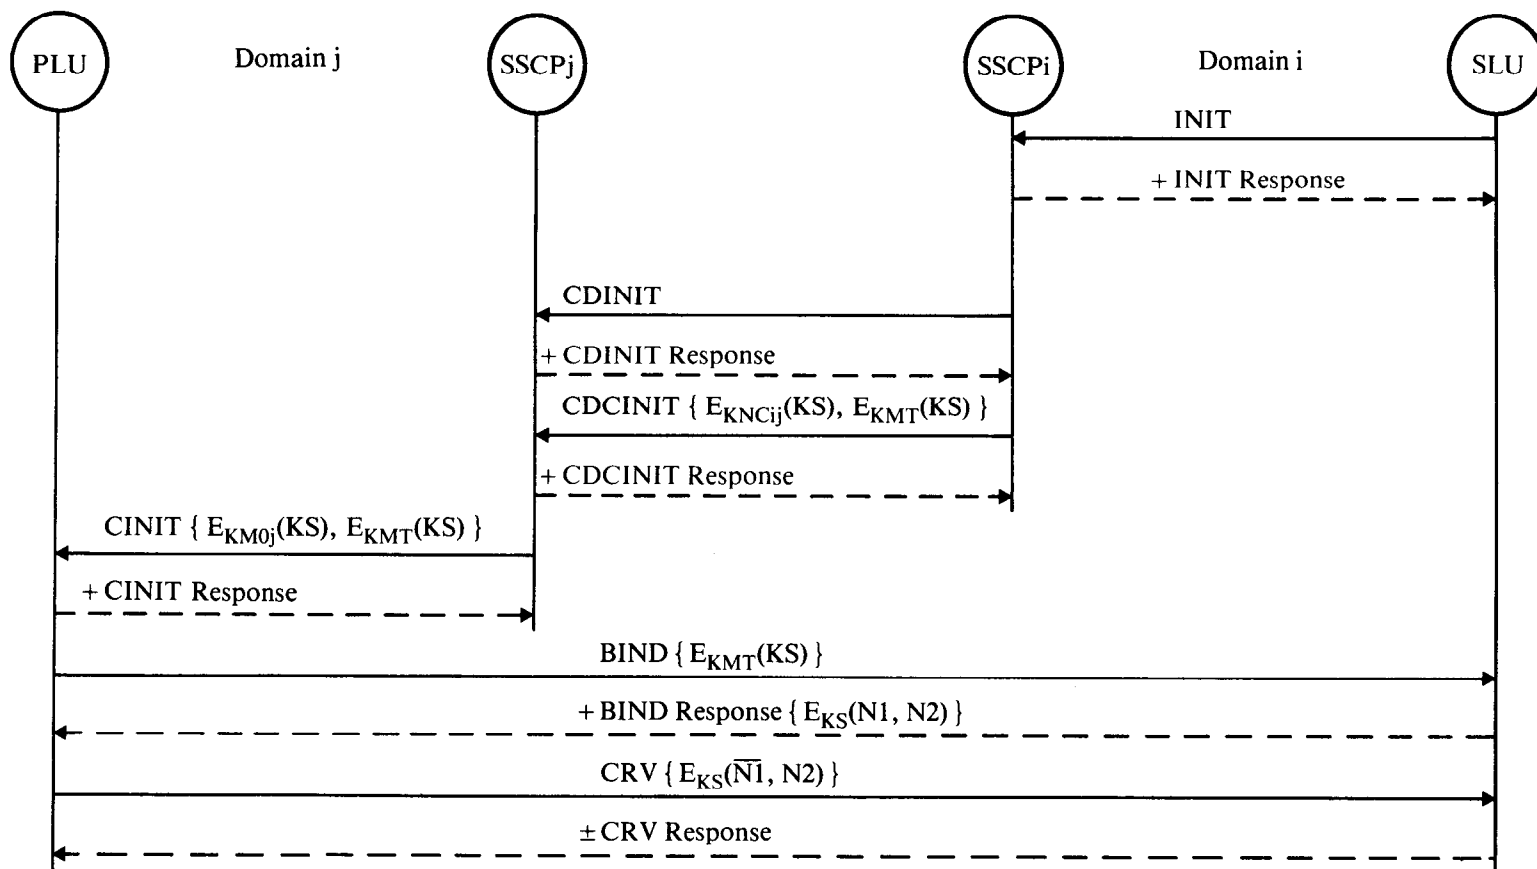 PLU Domain j SSCPj SSCPi Domain i SLU
INIT
+ INIT Response
CDINIT
+ CDINIT Response
CDCINIT { E_KNCij(KS), E_KMT(KS) }
+ CDCINIT Response
CINIT { E_KM0j(KS), E_KMT(KS) }
+ CINIT Response
BIND { E_KMT(KS) }
+ BIND Response { E_KS(N1, N2) }
CRV { E_KS(N̅1̅, N2) }
± CRV Response